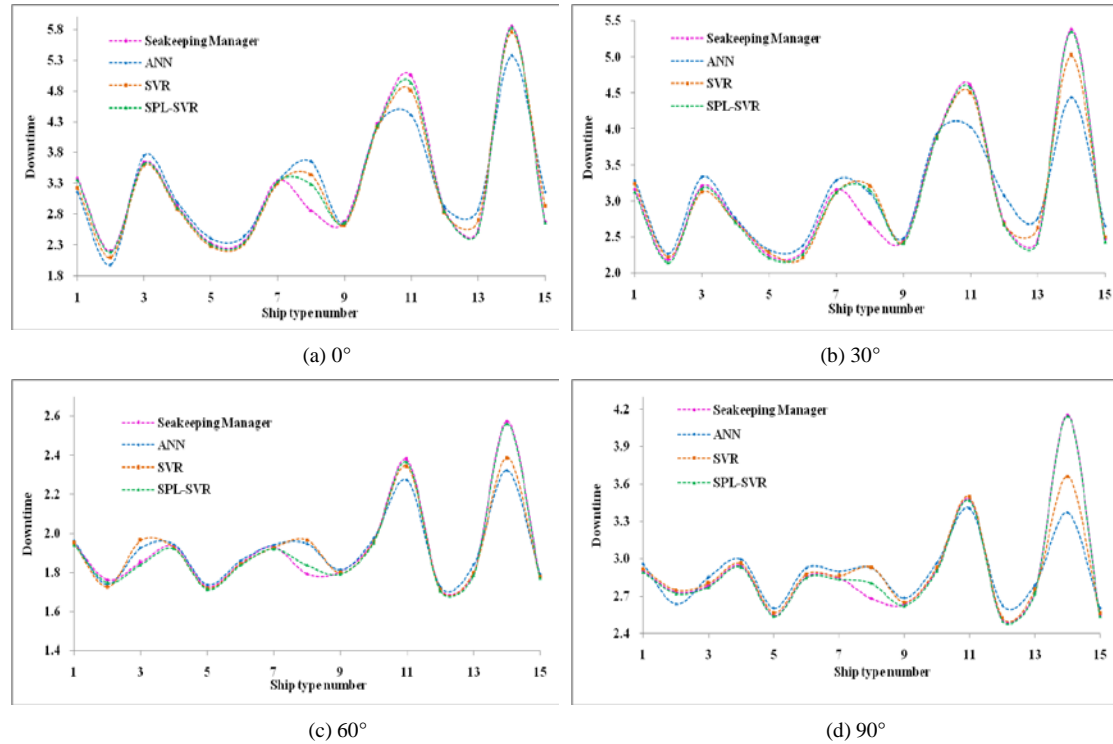 5.8
5.3
4.8
4.3
3.8
3.3
2.8
2.3
1.8
Downtime
Seakeeping Manager
ANN
SVR
SPL-SVR
1 3 5 7 9 11 13 15
Ship type number
(a) 0°
5.5
5.0
4.5
4.0
3.5
3.0
2.5
2.0
Downtime
Seakeeping Manager
ANN
SVR
SPL-SVR
1 3 5 7 9 11 13 15
Ship type number
(b) 30°
2.6
2.4
2.2
2.0
1.8
1.6
1.4
Downtime
Seakeeping Manager
ANN
SVR
SPL-SVR
1 3 5 7 9 11 13 15
Ship type number
(c) 60°
4.2
3.9
3.6
3.3
3.0
2.7
2.4
Downtime
Seakeeping Manager
ANN
SVR
SPL-SVR
1 3 5 7 9 11 13 15
Ship type number
(d) 90°